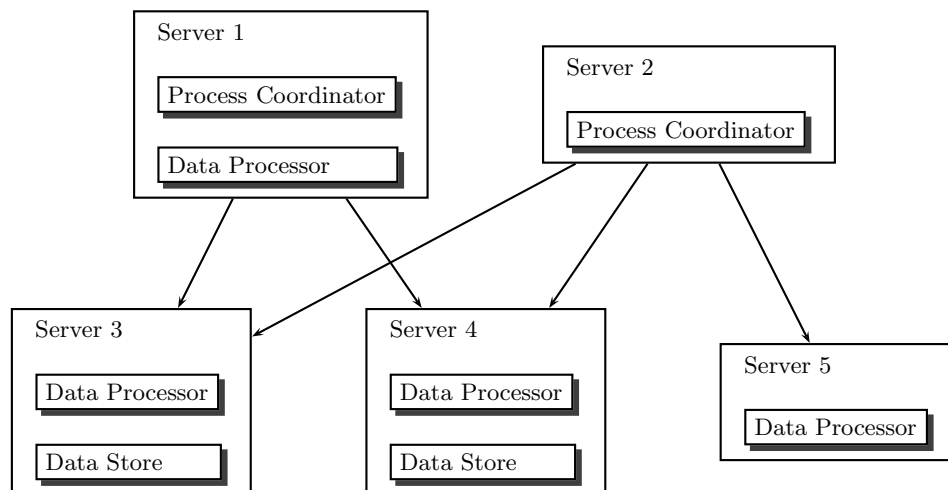 Server 1
Process Coordinator
Data Processor
Server 2
Process Coordinator
Server 3
Data Processor
Data Store
Server 4
Data Processor
Data Store
Server 5
Data Processor